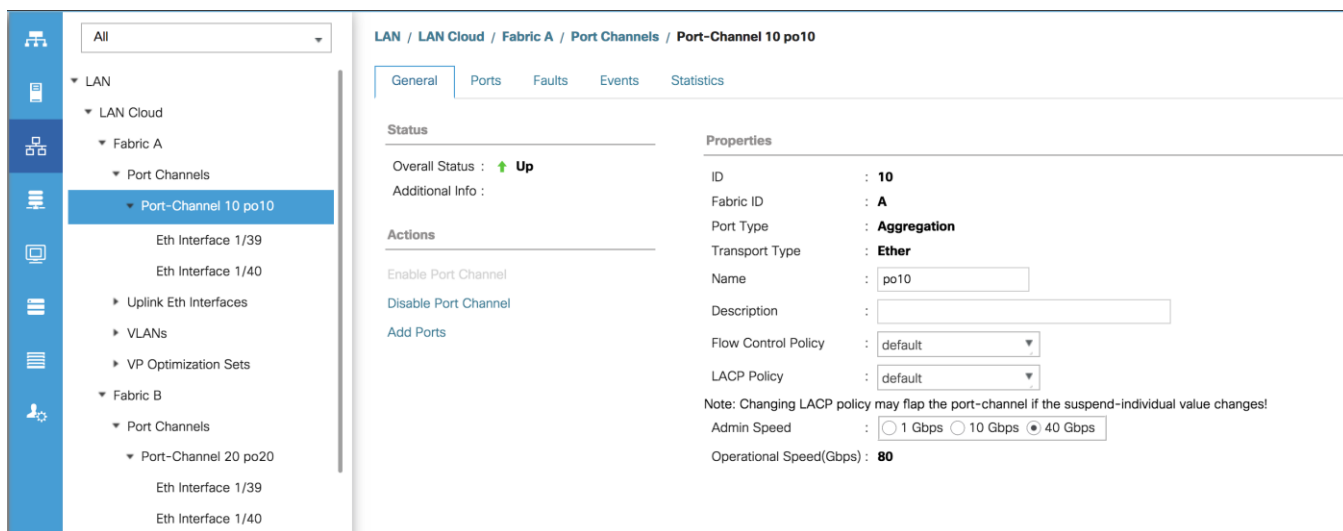 All
LAN
LAN Cloud
Fabric A
Port Channels
Port-Channel 10 po10
Eth Interface 1/39
Eth Interface 1/40
Uplink Eth Interfaces
VLANs
VP Optimization Sets
Fabric B
Port Channels
Port-Channel 20 po20
Eth Interface 1/39
Eth Interface 1/40
LAN / LAN Cloud / Fabric A / Port Channels / Port-Channel 10 po10
General Ports Faults Events Statistics
Status
Overall Status : Up
Additional Info :
Actions
Enable Port Channel
Disable Port Channel
Add Ports
Properties
ID : 10
Fabric ID : A
Port Type : Aggregation
Transport Type : Ether
Name : po10
Description :
Flow Control Policy : default
LACP Policy : default
Note: Changing LACP policy may flap the port-channel if the suspend-individual value changes!
Admin Speed : 1 Gbps 10 Gbps 40 Gbps
Operational Speed(Gbps) : 80